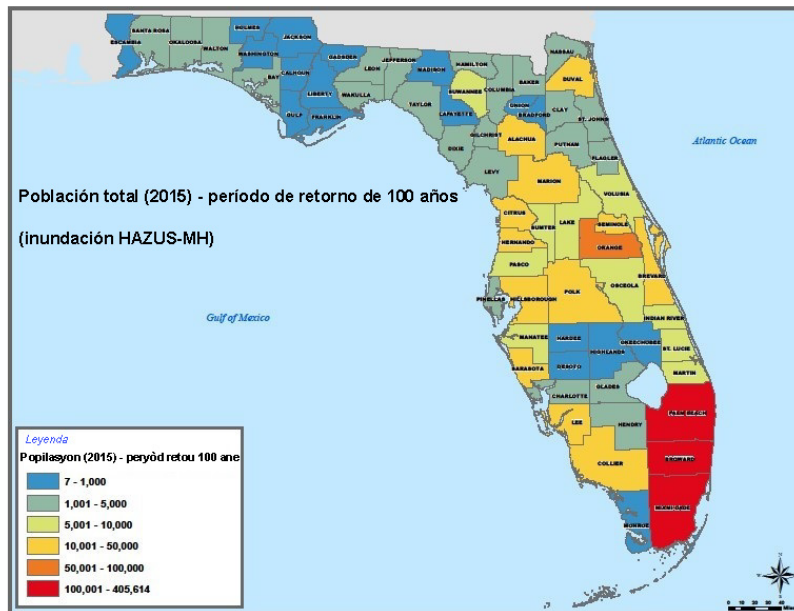 HOLMES
JACKSON
ESCAMBIA
SANTA ROSA
OKALOOSA
WALTON
WASHINGTON
BAY
CALHOUN
GADSDEN
LEON
JEFFERSON
MADISON
HAMILTON
NASSAU
DUVAL
LIBERTY
WAKULLA
TAYLOR
SUWANNEE
COLUMBIA
BAKER
GULF
FRANKLIN
LAFAYETTE
UNION
BRADFORD
CLAY
ST. JOHNS
DIXIE
GILCHRIST
ALACHUA
PUTNAM
FLAGLER
LEVY
MARION
VOLUSIA
Atlantic Ocean
Población total (2015) - período de retorno de 100 años
(inundación HAZUS-MH)
CITRUS
SUMTER
LAKE
SEMINOLE
HERNANDO
ORANGE
PASCO
BREVARD
OSCEOLA
PINELLAS
HILLSBOROUGH
POLK
INDIAN RIVER
Gulf of Mexico
MANATEE
HARDEE
HIGHLANDS
OKEECHOBEE
ST. LUCIE
SARASOTA
DESOTO
MARTIN
CHARLOTTE
GLADES
LEE
HENDRY
PALM BEACH
COLLIER
BROWARD
MONROE
MIAMI-DADE
Leyenda
Popilasyon (2015) - peryòd retou 100 ane
7 - 1,000
1,001 - 5,000
5,001 - 10,000
10,001 - 50,000
50,001 - 100,000
100,001 - 405,614